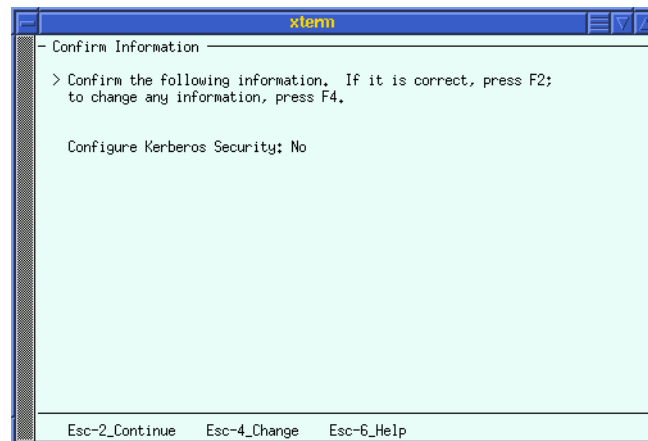 xterm
Confirm Information
> Confirm the following information.  If it is correct, press F2;
to change any information, press F4.
Configure Kerberos Security: No
Esc-2_Continue    Esc-4_Change    Esc-6_Help